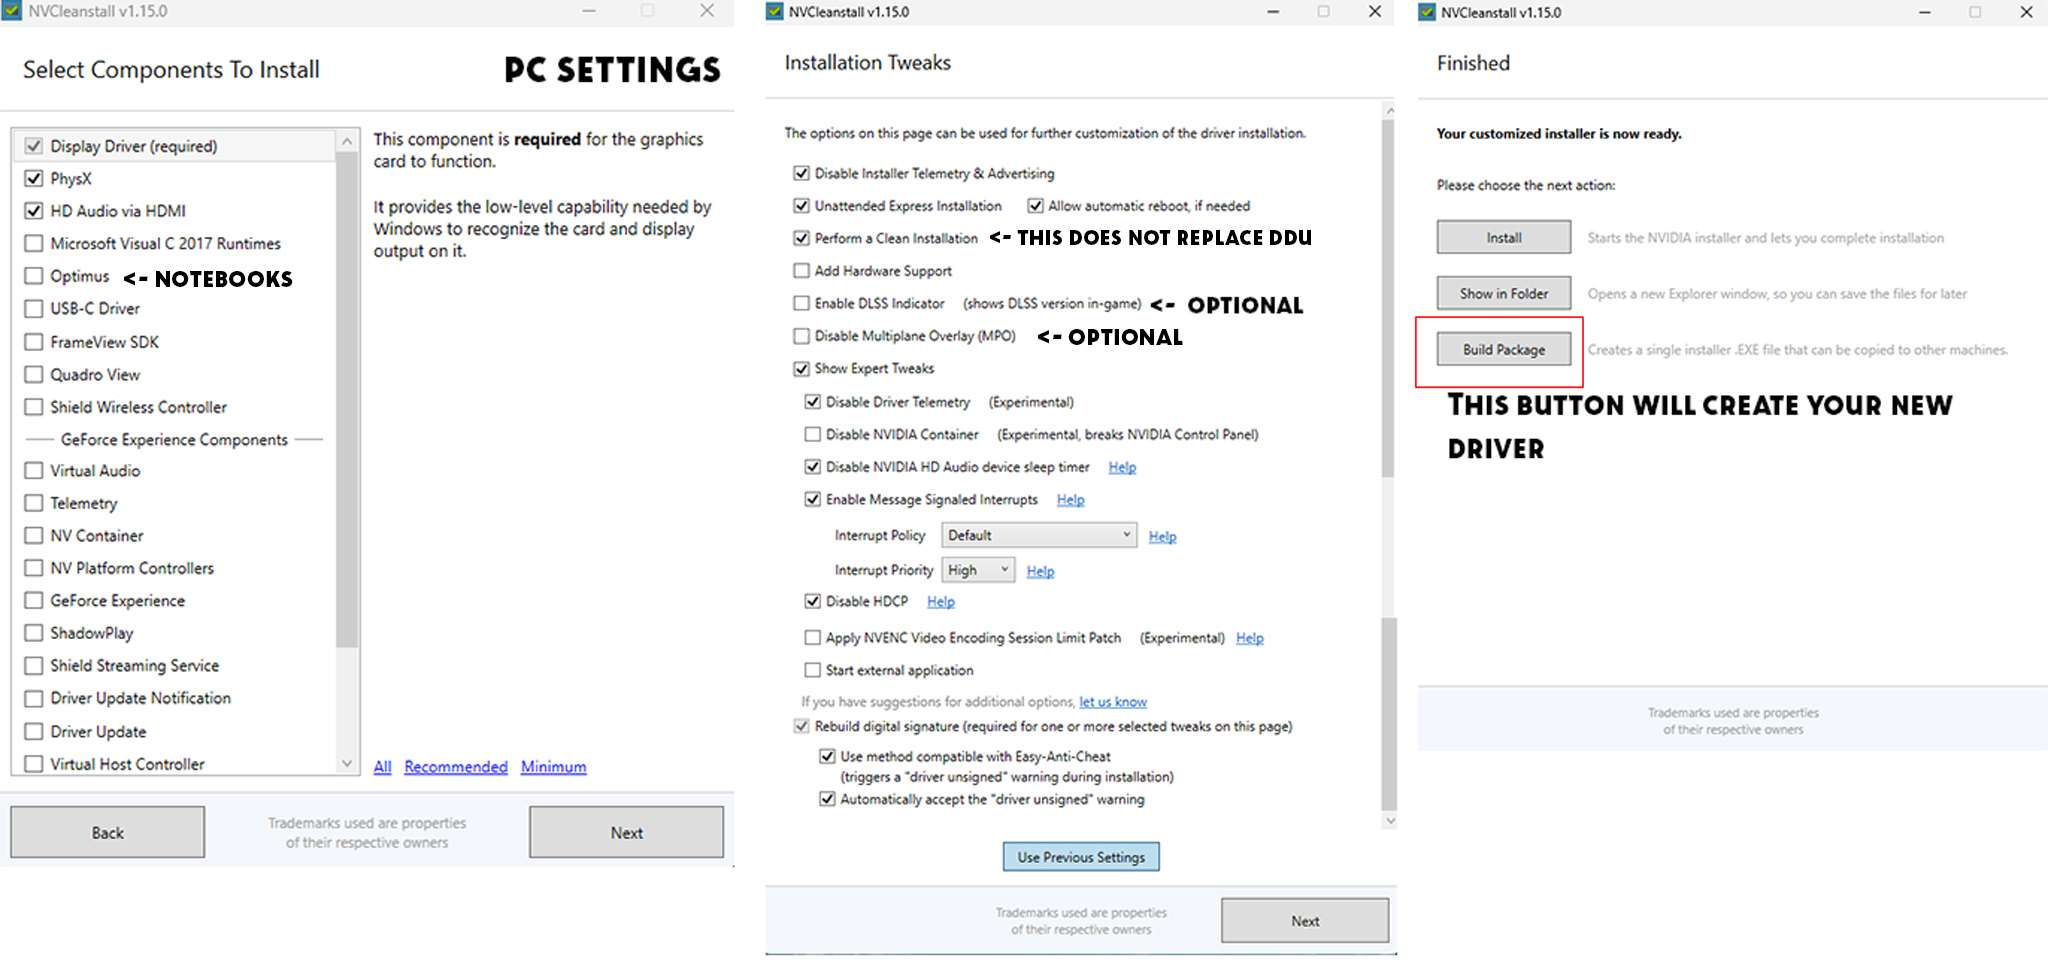 NVCleanstall v1.15.0
Select Components To Install
PC SETTINGS
Display Driver (required)
PhysX
HD Audio via HDMI
Microsoft Visual C 2017 Runtimes
Optimus
<- NOTEBOOKS
USB-C Driver
FrameView SDK
Quadro View
Shield Wireless Controller
GeForce Experience Components
Virtual Audio
Telemetry
NV Container
NV Platform Controllers
GeForce Experience
ShadowPlay
Shield Streaming Service
Driver Update Notification
Driver Update
Virtual Host Controller
This component is required for the graphics
card to function.
It provides the low-level capability needed by
Windows to recognize the card and display
output on it.
All Recommended Minimum
Back
Trademarks used are properties
of their respective owners
Next
NVCleanstall v1.15.0
Installation Tweaks
The options on this page can be used for further customization of the driver installation.
Disable Installer Telemetry & Advertising
Unattended Express Installation Allow automatic reboot, if needed
Perform a Clean Installation <- THIS DOES NOT REPLACE DDU
Add Hardware Support
Enable DLSS Indicator (shows DLSS version in-game) <- OPTIONAL
Disable Multiplane Overlay (MPO) <- OPTIONAL
Show Expert Tweaks
Disable Driver Telemetry (Experimental)
Disable NVIDIA Container (Experimental, breaks NVIDIA Control Panel)
Disable NVIDIA HD Audio device sleep timer Help
Enable Message Signaled Interrupts Help
Interrupt Policy Default Help
Interrupt Priority High Help
Disable HDCP Help
Apply NVENC Video Encoding Session Limit Patch (Experimental) Help
Start external application
If you have suggestions for additional options, let us know
Rebuild digital signature (required for one or more selected tweaks on this page)
Use method compatible with Easy-Anti-Cheat
(triggers a "driver unsigned" warning during installation)
Automatically accept the "driver unsigned" warning
Use Previous Settings
Trademarks used are properties
of their respective owners
Next
NVCleanstall v1.15.0
Finished
Your customized installer is now ready.
Please choose the next action:
Install Starts the NVIDIA installer and lets you complete installation
Show in Folder Opens a new Explorer window, so you can save the files for later
Build Package Creates a single installer .EXE file that can be copied to other machines.
THIS BUTTON WILL CREATE YOUR NEW
DRIVER
Trademarks used are properties
of their respective owners